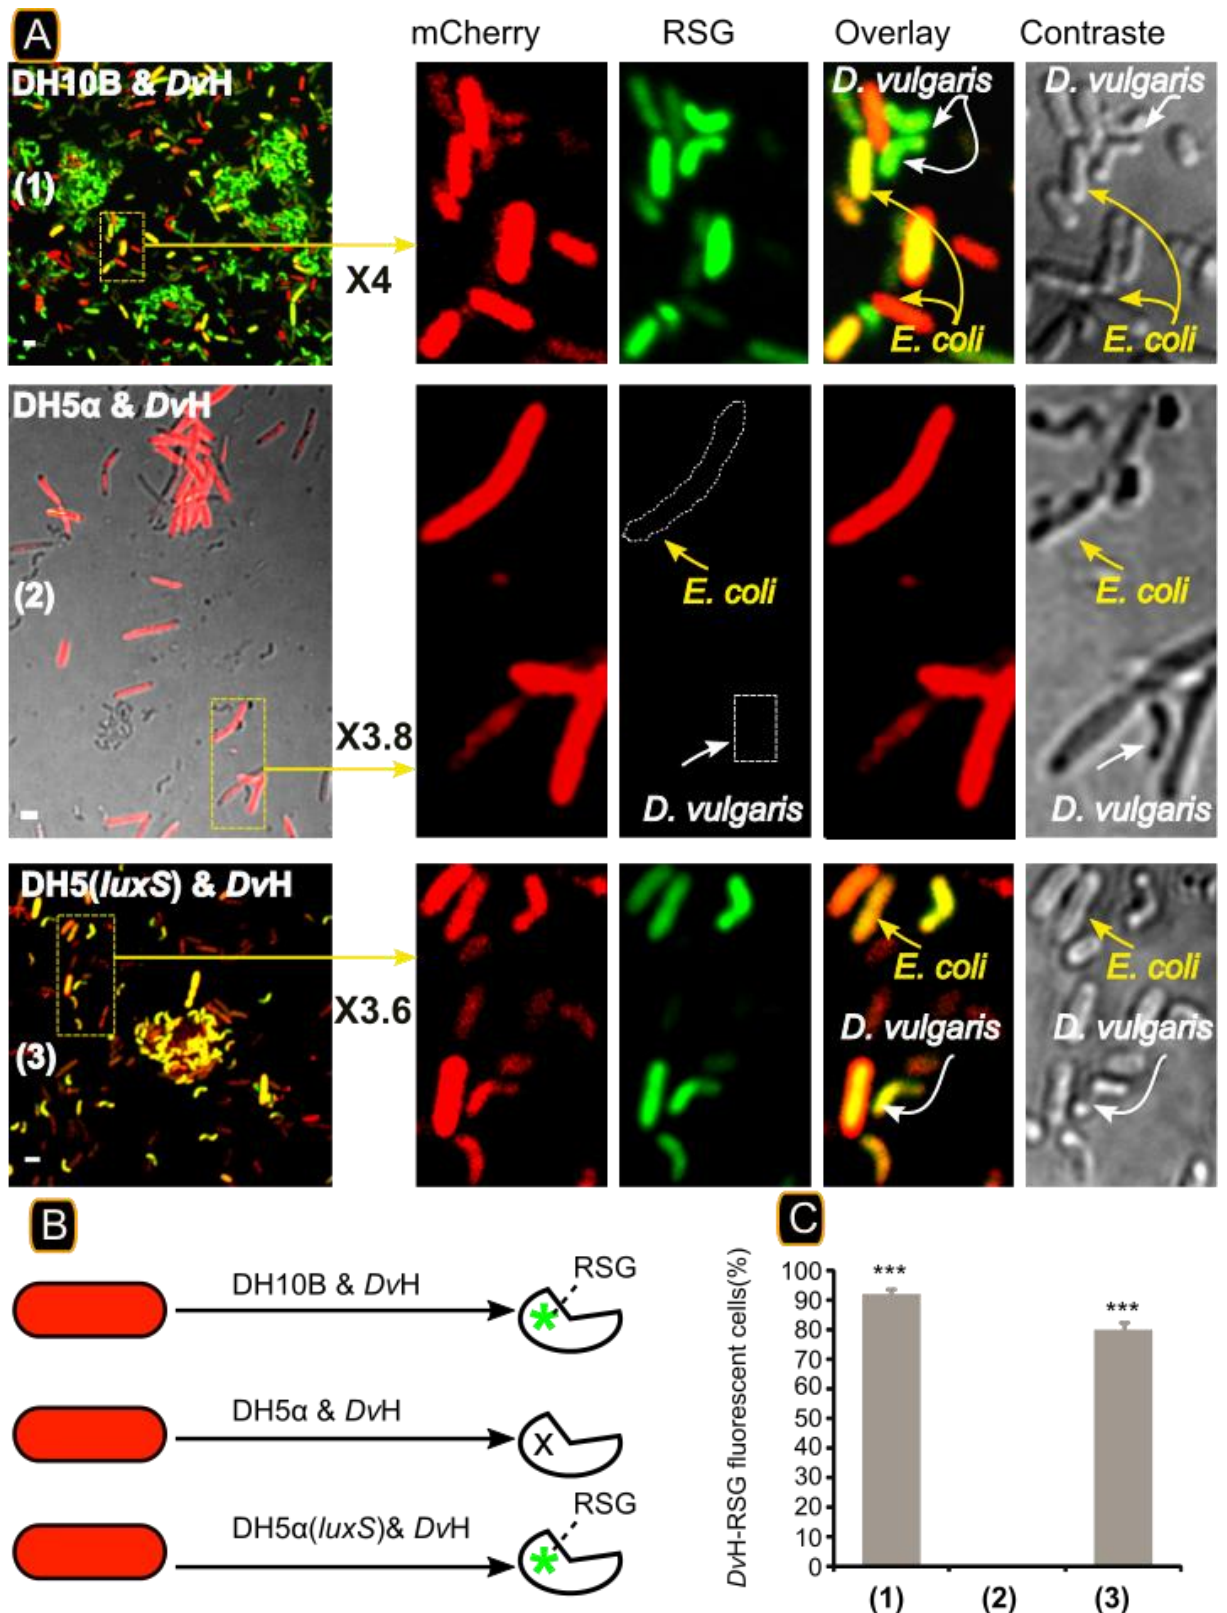 A
mCherry RSG Overlay Contraste
DH10B & DvH
(1)
X4
D. vulgaris
E. coli
D. vulgaris
E. coli
DH5α & DvH
(2)
X3.8
E. coli
D. vulgaris
E. coli
D. vulgaris
DH5(luxS) & DvH
(3)
X3.6
E. coli
D. vulgaris
E. coli
D. vulgaris
B
DH10B & DvH
RSG
DH5α & DvH
X
DH5α(luxS)& DvH
RSG
C
DvH-RSG fluorescent cells(%)
100
90
80
70
60
50
40
30
20
10
0
***
***
(1) (2) (3)